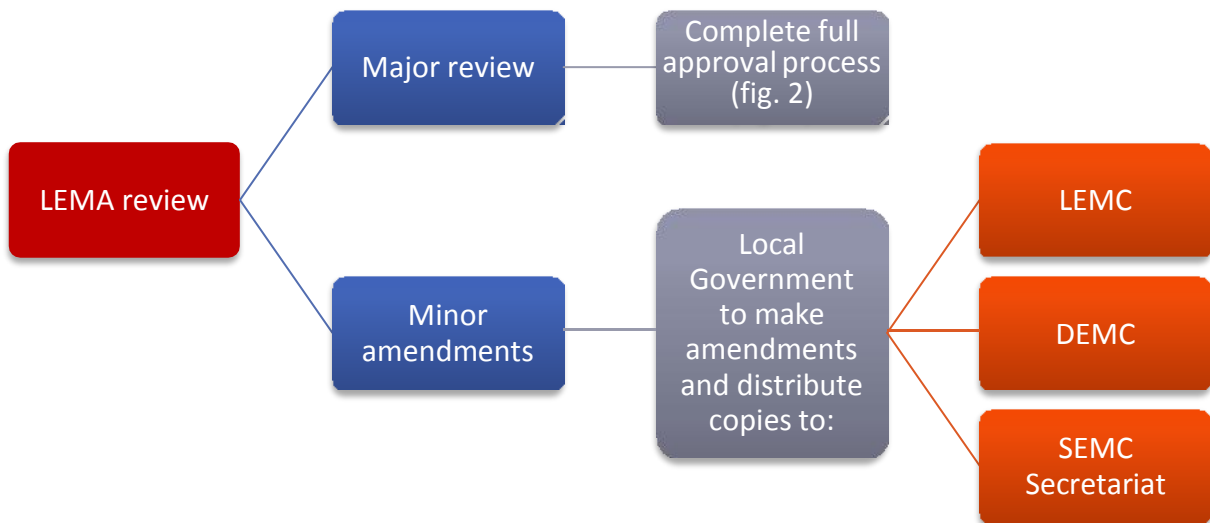 LEMA review
Major review
Complete full
approval process
(fig. 2)
Minor
amendments
Local
Government
to make
amendments
and distribute
copies to:
LEMC
DEMC
SEMC
Secretariat